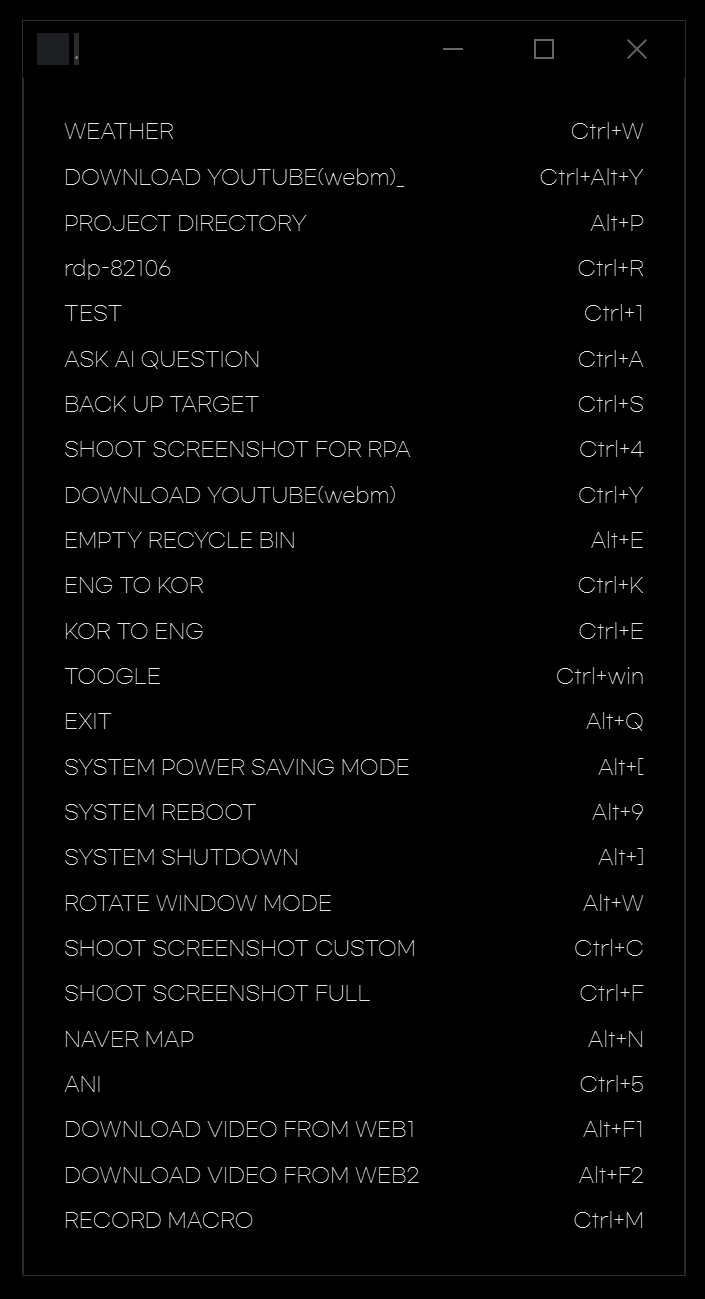 WEATHER Ctrl+W
DOWNLOAD YOUTUBE(webm)_ Ctrl+Alt+Y
PROJECT DIRECTORY Alt+P
rdp-82106 Ctrl+R
TEST Ctrl+1
ASK AI QUESTION Ctrl+A
BACK UP TARGET Ctrl+S
SHOOT SCREENSHOT FOR RPA Ctrl+4
DOWNLOAD YOUTUBE(webm) Ctrl+Y
EMPTY RECYCLE BIN Alt+E
ENG TO KOR Ctrl+K
KOR TO ENG Ctrl+E
TOOGLE Ctrl+win
EXIT Alt+Q
SYSTEM POWER SAVING MODE Alt+[
SYSTEM REBOOT Alt+9
SYSTEM SHUTDOWN Alt+]
ROTATE WINDOW MODE Alt+W
SHOOT SCREENSHOT CUSTOM Ctrl+C
SHOOT SCREENSHOT FULL Ctrl+F
NAVER MAP Alt+N
ANI Ctrl+5
DOWNLOAD VIDEO FROM WEB1 Alt+F1
DOWNLOAD VIDEO FROM WEB2 Alt+F2
RECORD MACRO Ctrl+M